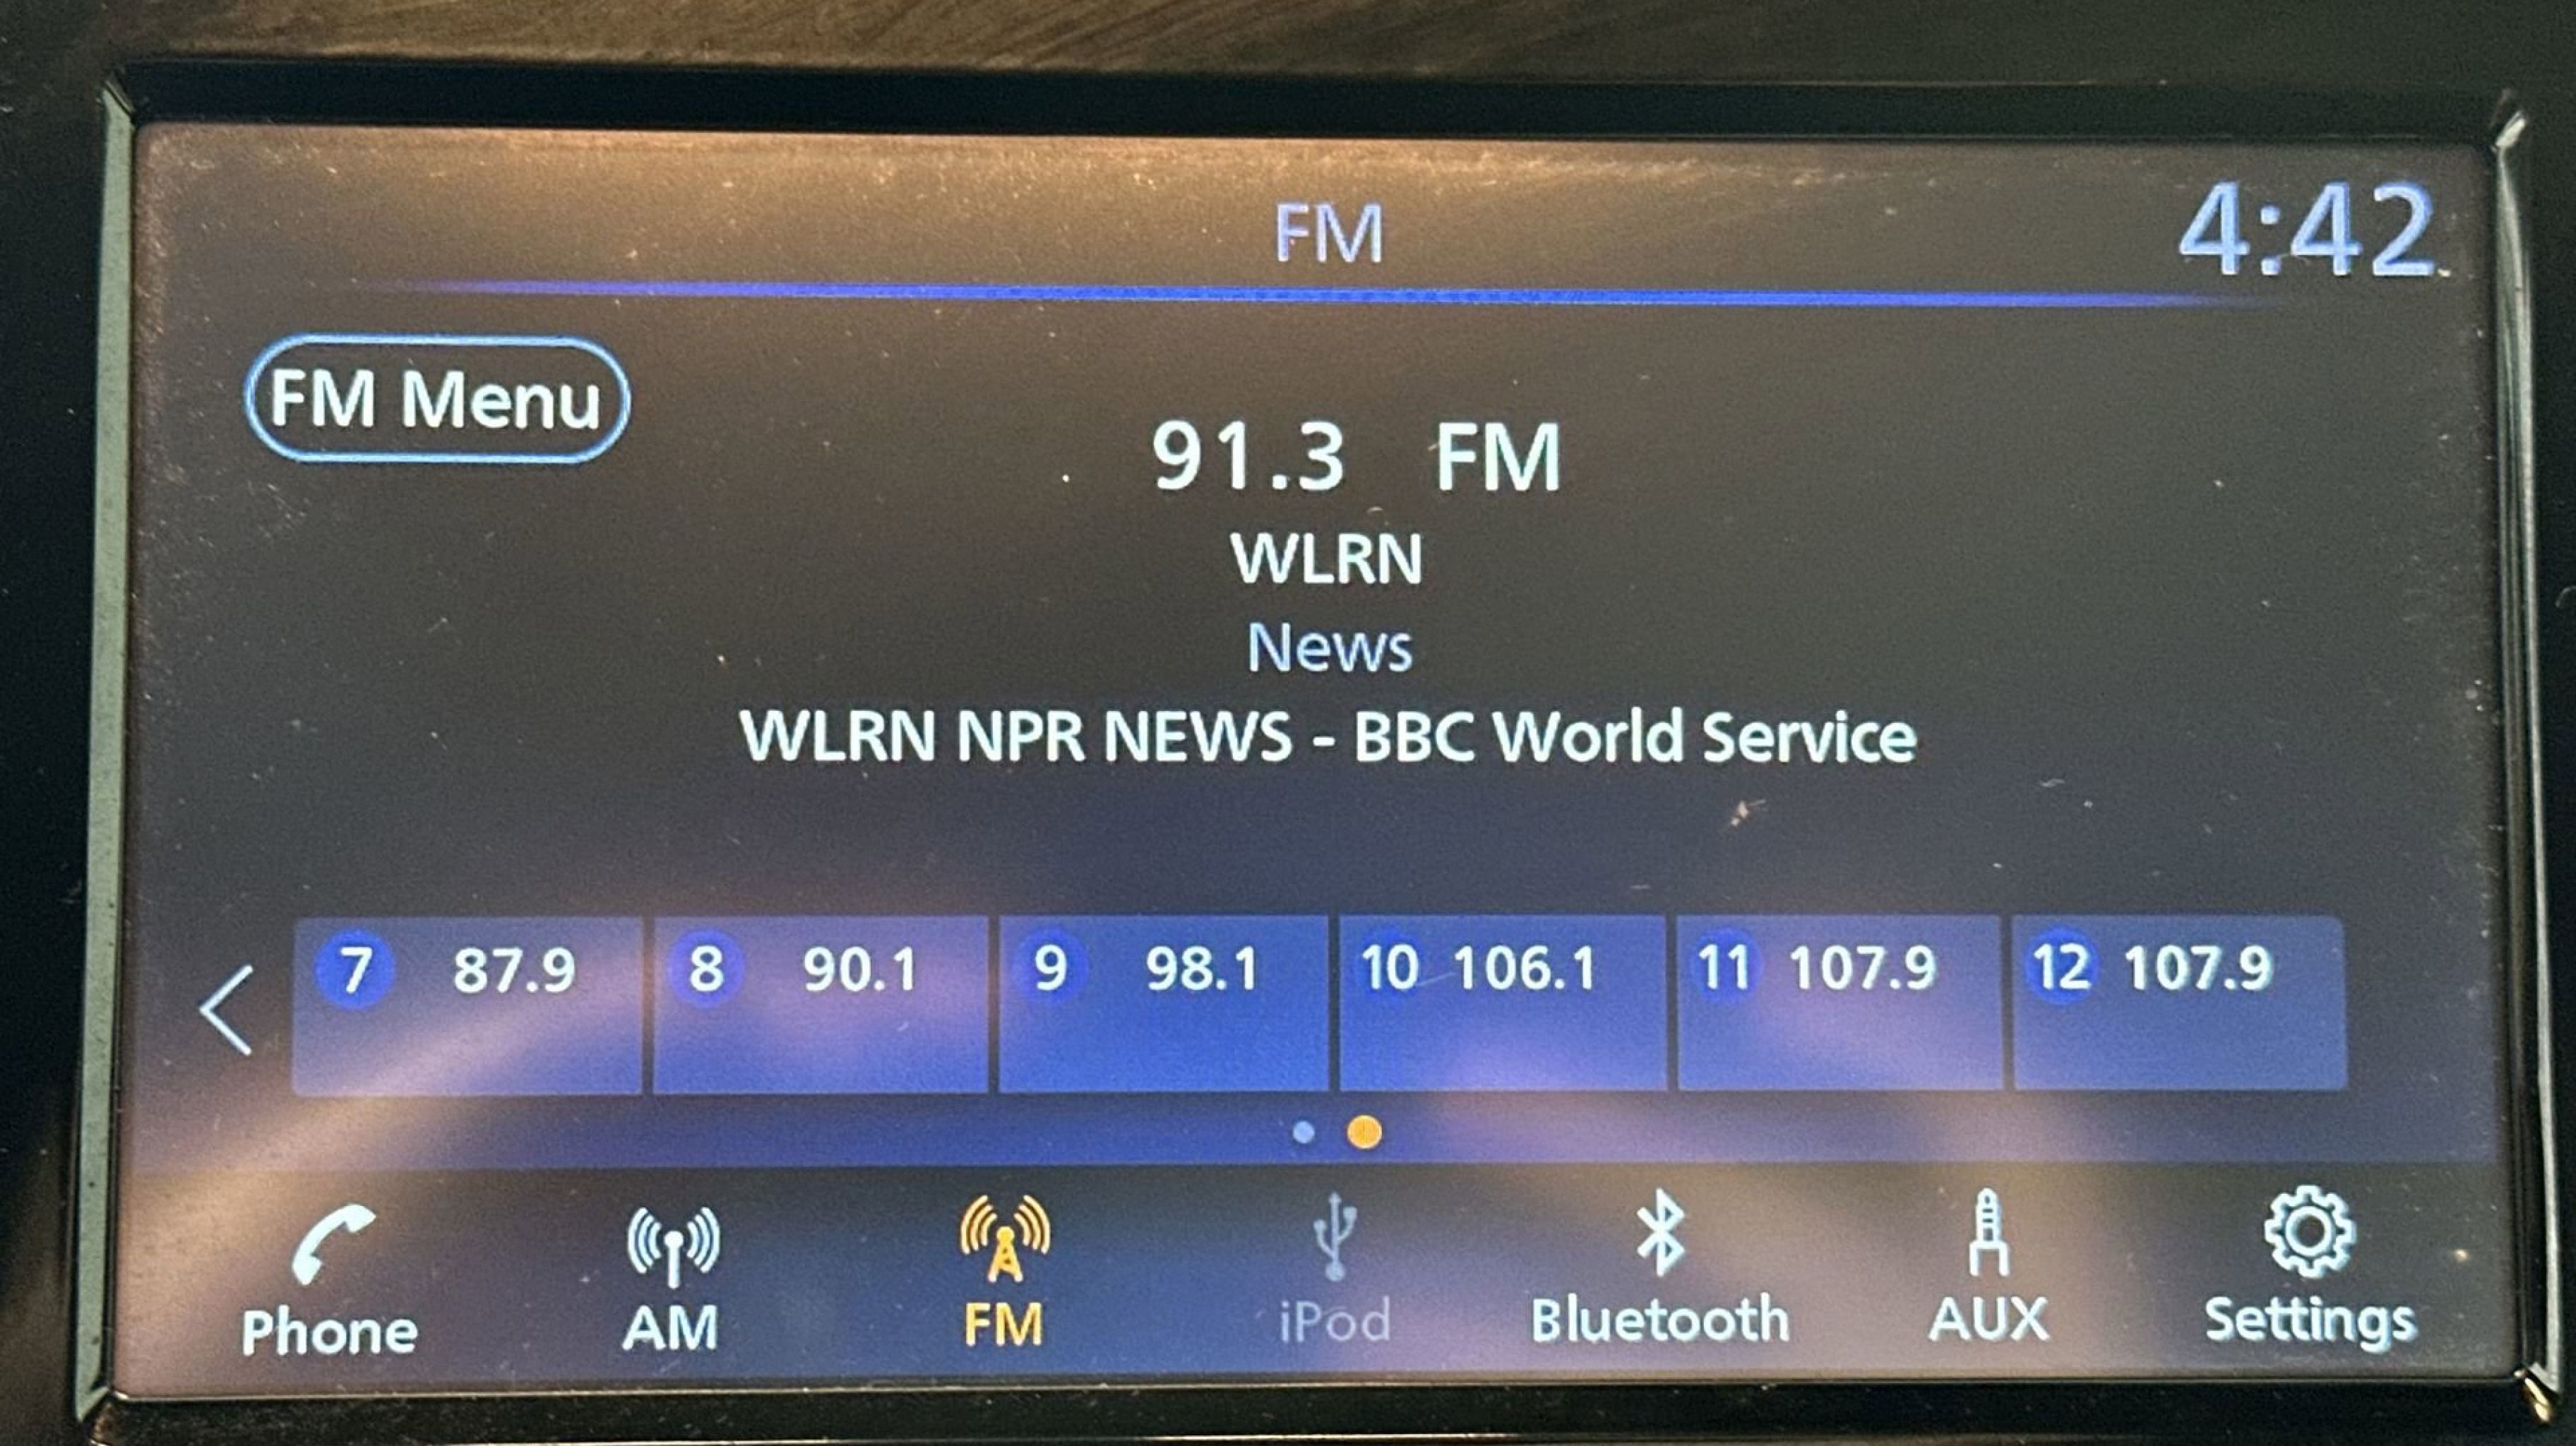 FM
4:42
FM Menu
91.3 FM
WLRN
News
WLRN NPR NEWS - BBC World Service
7 87.9
8 90.1
9 98.1
10 106.1
11 107.9
12 107.9
Phone
AM
FM
iPod
Bluetooth
AUX
Settings